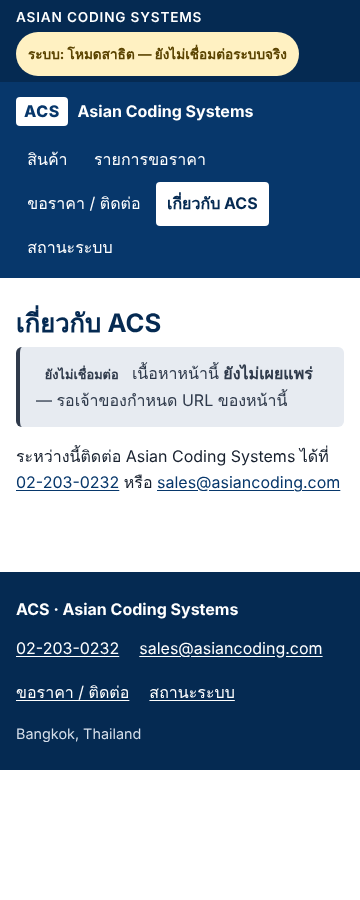 ASIAN CODING SYSTEMS
ระบบ: โหมดสาธิต — ยังไม่เชื่อมต่อระบบจริง
ACS Asian Coding Systems
สินค้า รายการขอราคา
ขอราคา / ติดต่อ เกี่ยวกับ ACS
สถานะระบบ
เกี่ยวกับ ACS
ยังไม่เชื่อมต่อ เนื้อหาหน้านี้ ยังไม่เผยแพร่
— รอเจ้าของกำหนด URL ของหน้านี้
ระหว่างนี้ติดต่อ Asian Coding Systems ได้ที่
02-203-0232 หรือ sales@asiancoding.com
ACS · Asian Coding Systems
02-203-0232 sales@asiancoding.com
ขอราคา / ติดต่อ สถานะระบบ
Bangkok, Thailand